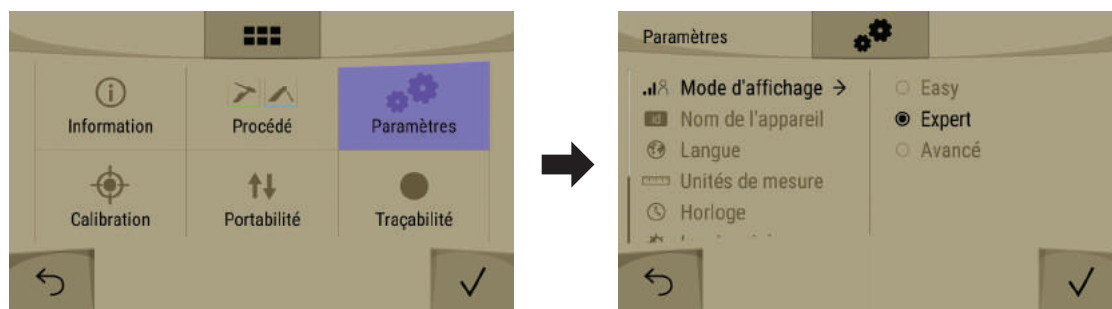 Information
Procédé
Paramètres
Calibration
Portabilité
Traçabilité
Paramètres
Mode d'affichage →
Nom de l'appareil
Langue
Unités de mesure
Horloge
Easy
Expert
Avancé